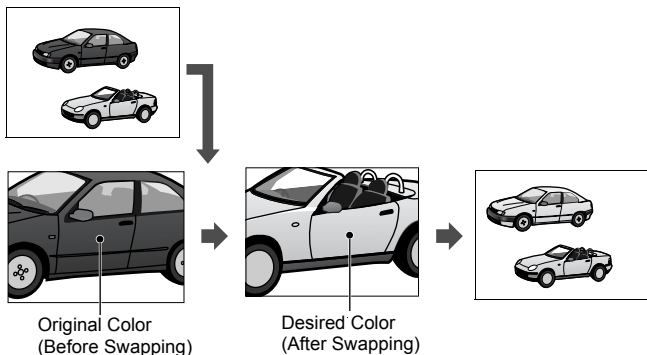 Original Color
(Before Swapping)
Desired Color
(After Swapping)